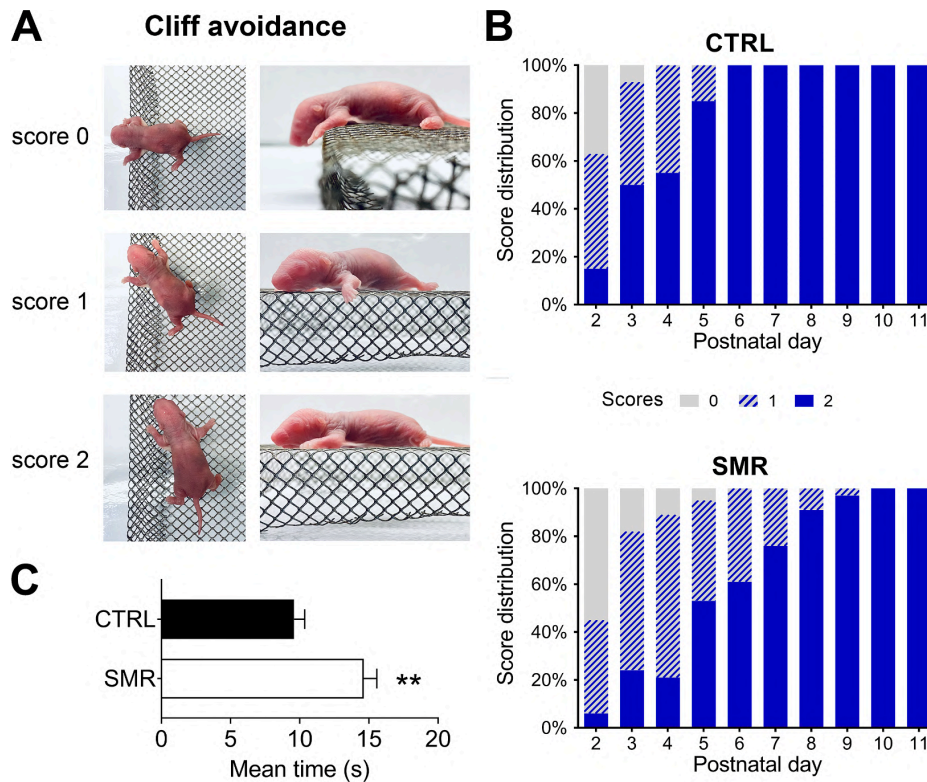 A
Cliff avoidance
score 0
score 1
score 2
B
CTRL
Score distribution
100%
80%
60%
40%
20%
0%
2 3 4 5 6 7 8 9 10 11
Postnatal day
Scores 0 1 2
SMR
Score distribution
100%
80%
60%
40%
20%
0%
2 3 4 5 6 7 8 9 10 11
Postnatal day
C
CTRL
SMR
**
0 5 10 15 20
Mean time (s)